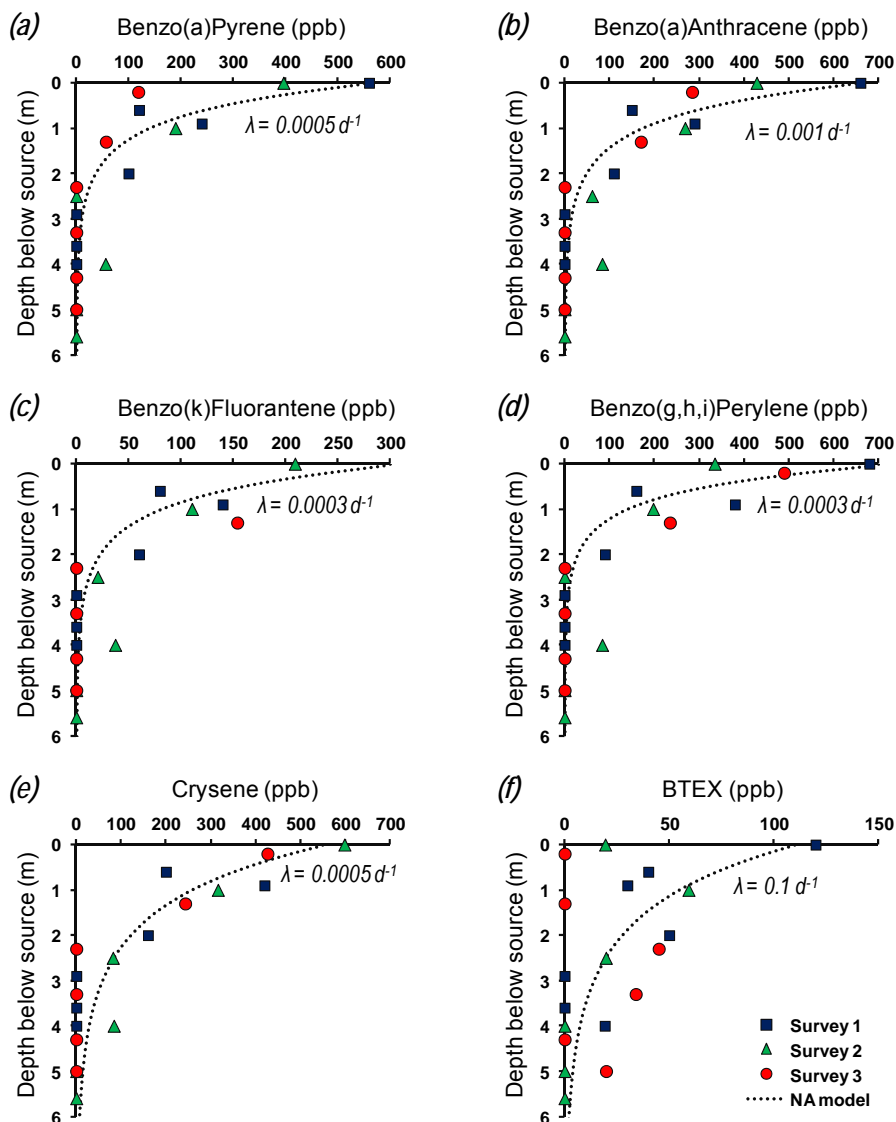 (a) Benzo(a)Pyrene (ppb)
0 100 200 300 400 500 600
0
1
2
3
4
5
6
Depth below source (m)
λ = 0.0005 d-1
(b) Benzo(a)Anthracene (ppb)
0 100 200 300 400 500 600 700
0
1
2
3
4
5
6
Depth below source (m)
λ = 0.001 d-1
(c) Benzo(k)Fluorantene (ppb)
0 50 100 150 200 250 300
0
1
2
3
4
5
6
Depth below source (m)
λ = 0.0003 d-1
(d) Benzo(g,h,i)Perylene (ppb)
0 100 200 300 400 500 600 700
0
1
2
3
4
5
6
Depth below source (m)
λ = 0.0003 d-1
(e) Crysene (ppb)
0 100 200 300 400 500 600 700
0
1
2
3
4
5
6
Depth below source (m)
λ = 0.0005 d-1
(f) BTEX (ppb)
0 50 100 150
0
1
2
3
4
5
6
Depth below source (m)
λ = 0.1 d-1
Survey 1
Survey 2
Survey 3
NA model